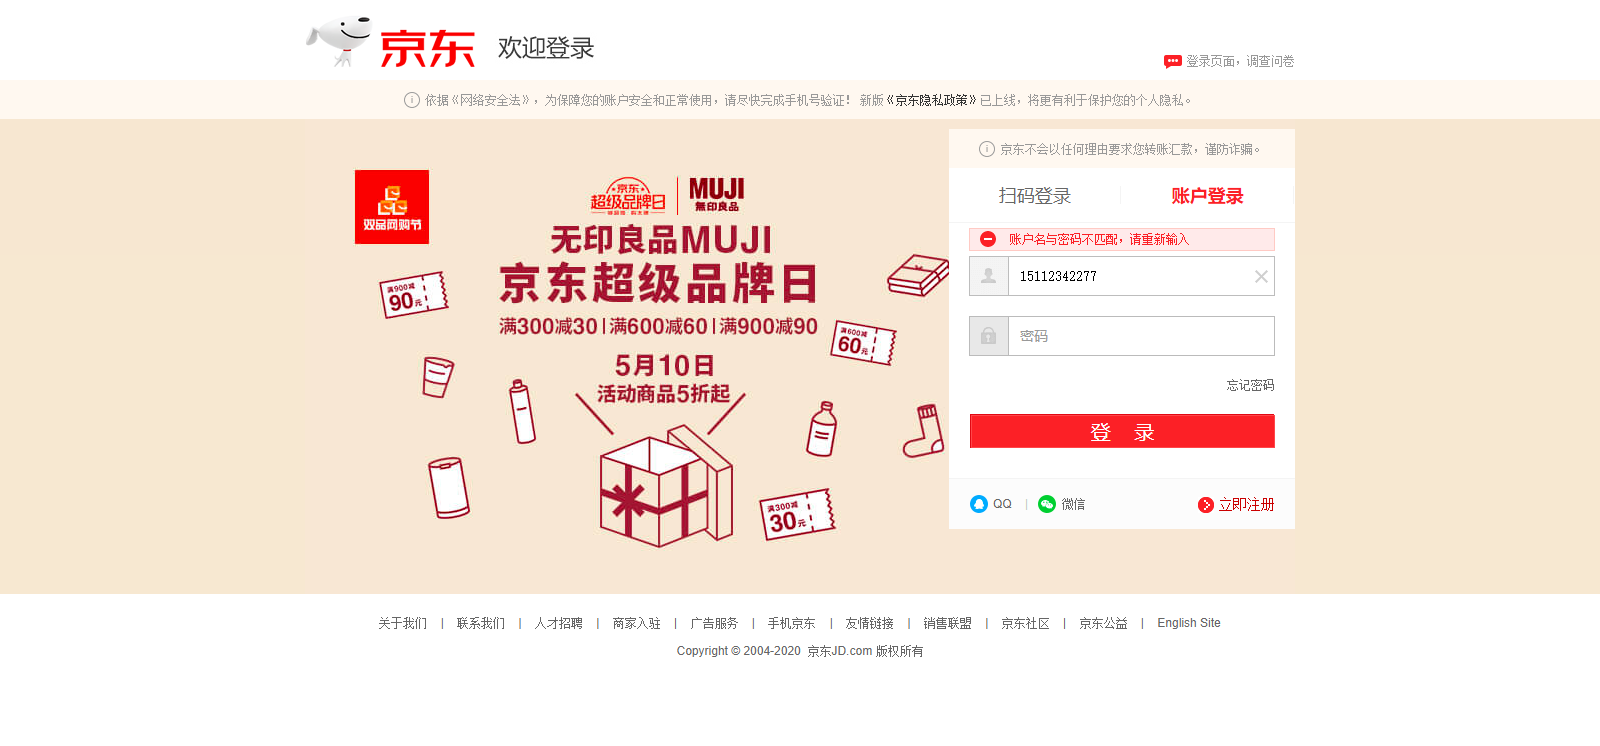 京东 欢迎登录
登录页面，调查问卷
依据《网络安全法》，为保障您的账户安全和正常使用，请尽快完成手机号验证！ 新版《京东隐私政策》已上线，将更有利于保护您的个人隐私。
双品网购节
京东
超级品牌日
MUJI
無印良品
无印良品MUJI
京东超级品牌日
满300减30 | 满600减60 | 满900减90
5月10日
活动商品5折起
满900减
90元
满600减
60元
满300减
30元
京东不会以任何理由要求您转账汇款，谨防诈骗。
扫码登录 账户登录
账户名与密码不匹配，请重新输入
15112342277
密码
忘记密码
登 录
QQ | 微信 立即注册
关于我们 | 联系我们 | 人才招聘 | 商家入驻 | 广告服务 | 手机京东 | 友情链接 | 销售联盟 | 京东社区 | 京东公益 | English Site
Copyright © 2004-2020 京东JD.com 版权所有